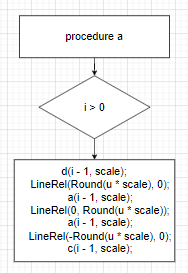 procedure a
i > 0
d(i - 1, scale);
LineRel(Round(u * scale), 0);
a(i - 1, scale);
LineRel(0, Round(u * scale));
a(i - 1, scale);
LineRel(-Round(u * scale), 0);
c(i - 1, scale);